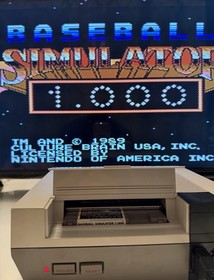 BASEBALL
SIMULATOR
1.000
TM AND © 1989
CULTURE BRAIN USA, INC.
LICENSED BY
NINTENDO OF AMERICA INC